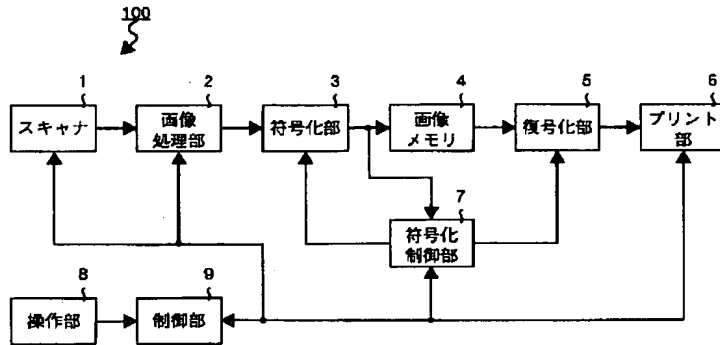 100
1
2
3
4
5
6
スキャナ
画像
処理部
符号化部
画像
メモリ
復号化部
プリント
部
7
符号化
制御部
8
9
操作部
制御部